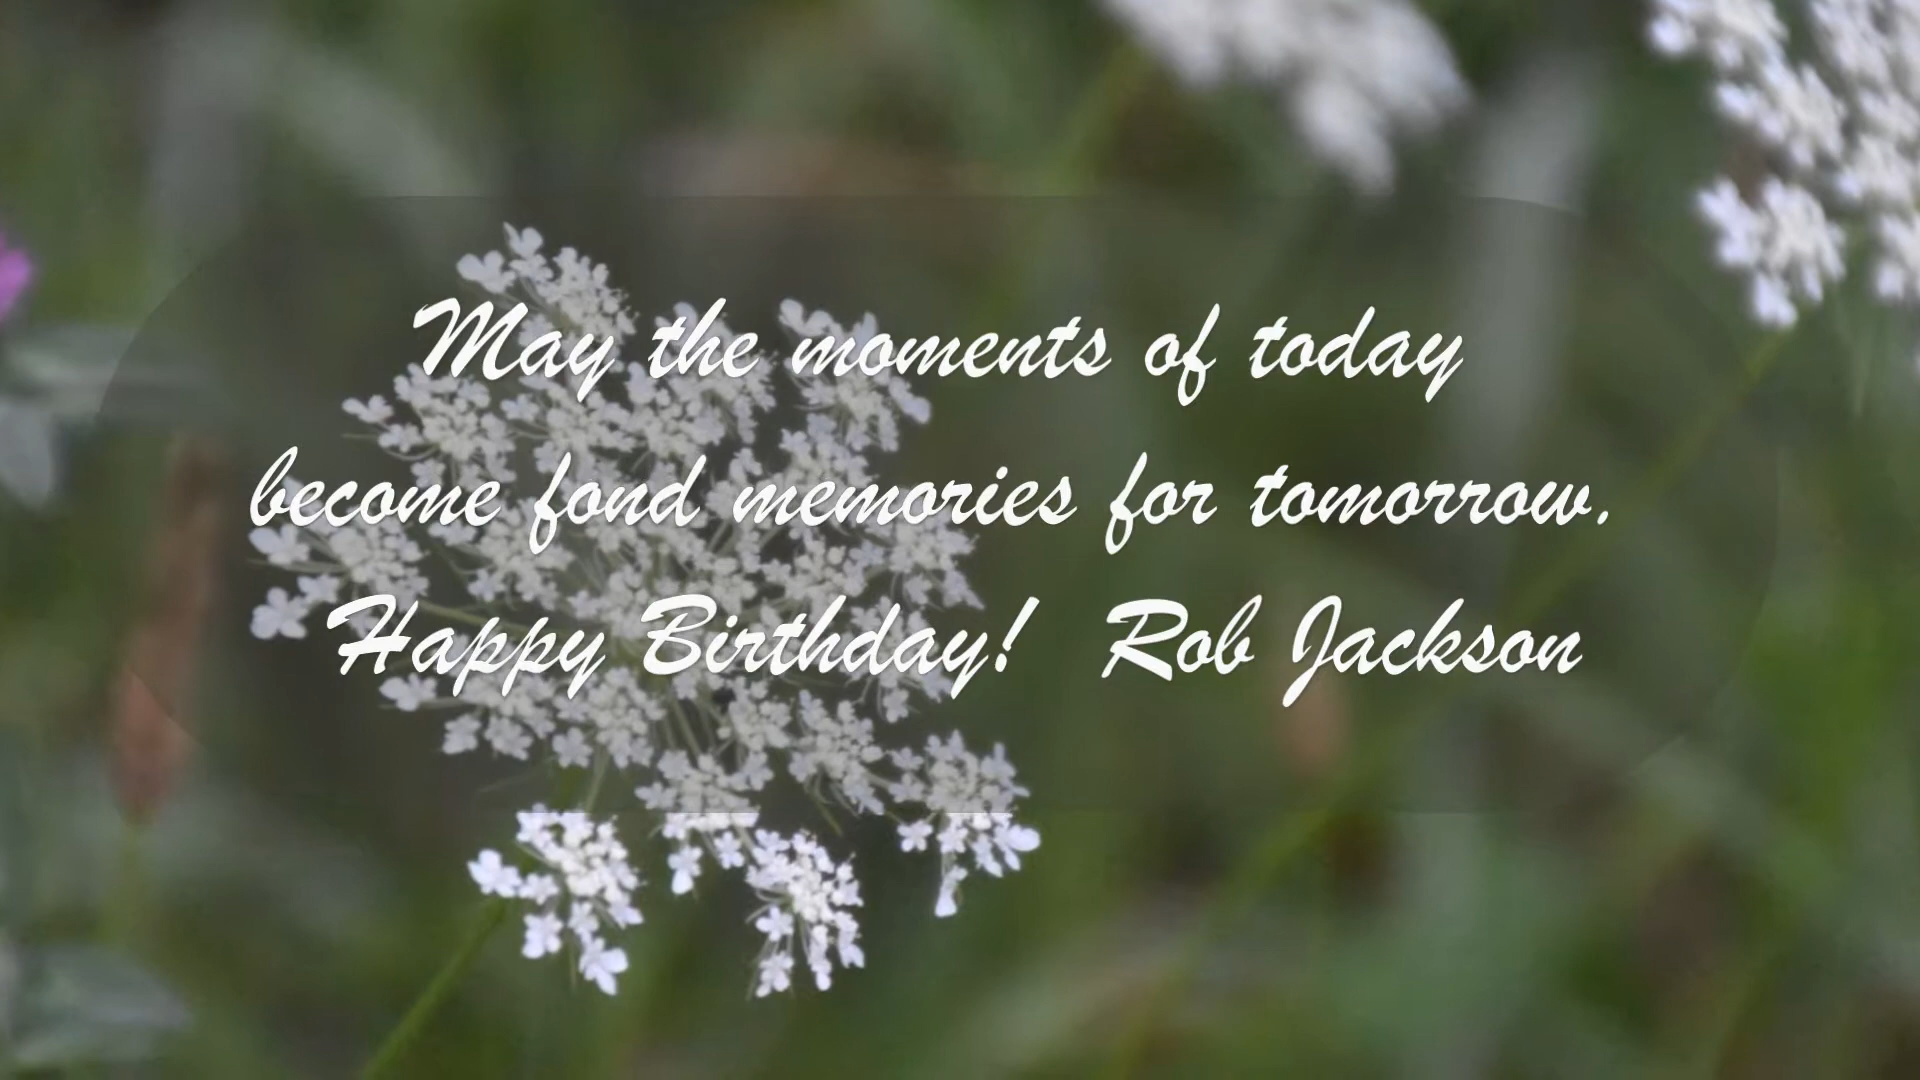 May the moments of today
become fond memories for tomorrow.
Happy Birthday! Rob Jackson